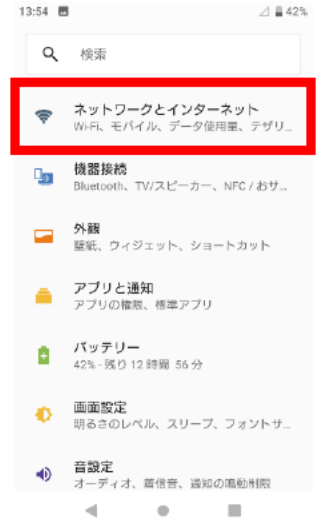 13:54
42%
検索
ネットワークとインターネット
Wi-Fi、モバイル、データ使用量、テザリ...
機器接続
Bluetooth、TV/スピーカー、NFC / おサ...
外観
壁紙、ウィジェット、ショートカット
アプリと通知
アプリの権限、標準アプリ
バッテリー
42% - 残り 12 時間 56 分
画面設定
明るさのレベル、スリープ、フォントサ...
音設定
オーディオ、着信音、通知の鳴動制限